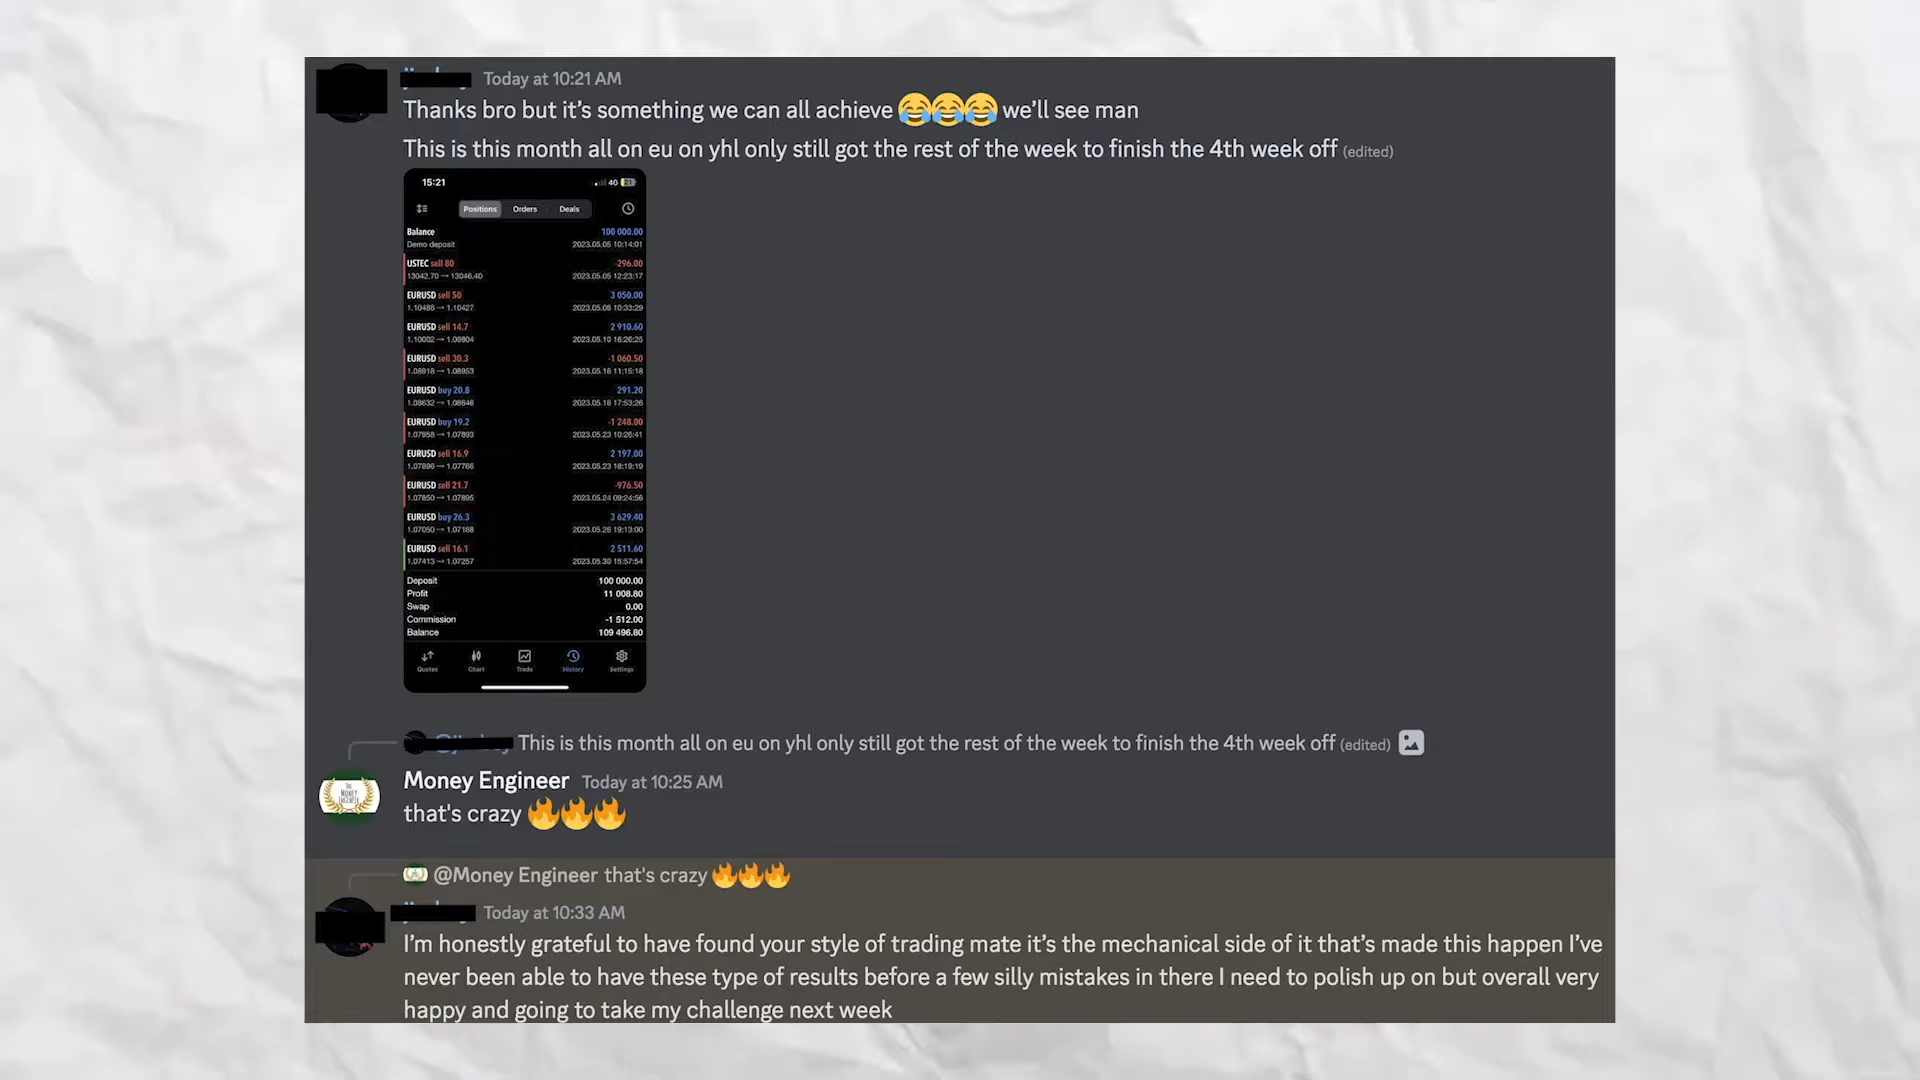 Today at 10:21 AM
Thanks bro but it's something we can all achieve 😂😂😂 we'll see man
This is this month all on eu on yhl only still got the rest of the week to finish the 4th week off (edited)
15:21 4G 21
Positions Orders Deals
Balance 100 000.00
Demo deposit 2023.05.05 10:14:01
USTEC sell 80 -296.00
13042.70 → 13046.40 2023.05.05 12:23:17
EURUSD sell 50 3 050.00
1.10488 → 1.10427 2023.05.08 10:33:29
EURUSD sell 14.7 2 910.60
1.10002 → 1.09804 2023.05.10 16:26:25
EURUSD sell 30.3 -1 060.50
1.08918 → 1.08953 2023.05.16 11:15:18
EURUSD buy 20.8 291.20
1.08632 → 1.08646 2023.05.16 17:53:26
EURUSD buy 19.2 -1 248.00
1.07958 → 1.07893 2023.05.23 10:26:41
EURUSD sell 16.9 2 197.00
1.07896 → 1.07766 2023.05.23 18:19:19
EURUSD sell 21.7 -976.50
1.07850 → 1.07895 2023.05.24 09:24:56
EURUSD buy 26.3 3 629.40
1.07050 → 1.07188 2023.05.26 19:13:00
EURUSD sell 16.1 2 511.60
1.07413 → 1.07257 2023.05.30 15:57:54
Deposit 100 000.00
Profit 11 008.80
Swap 0.00
Commission -1 512.00
Balance 109 496.80
Quotes Chart Trade History Settings
This is this month all on eu on yhl only still got the rest of the week to finish the 4th week off (edited)
THE MONEY ENGINEER
Money Engineer Today at 10:25 AM
that's crazy 🔥🔥🔥
@Money Engineer that's crazy 🔥🔥🔥
Today at 10:33 AM
I'm honestly grateful to have found your style of trading mate it's the mechanical side of it that's made this happen I've
never been able to have these type of results before a few silly mistakes in there I need to polish up on but overall very
happy and going to take my challenge next week